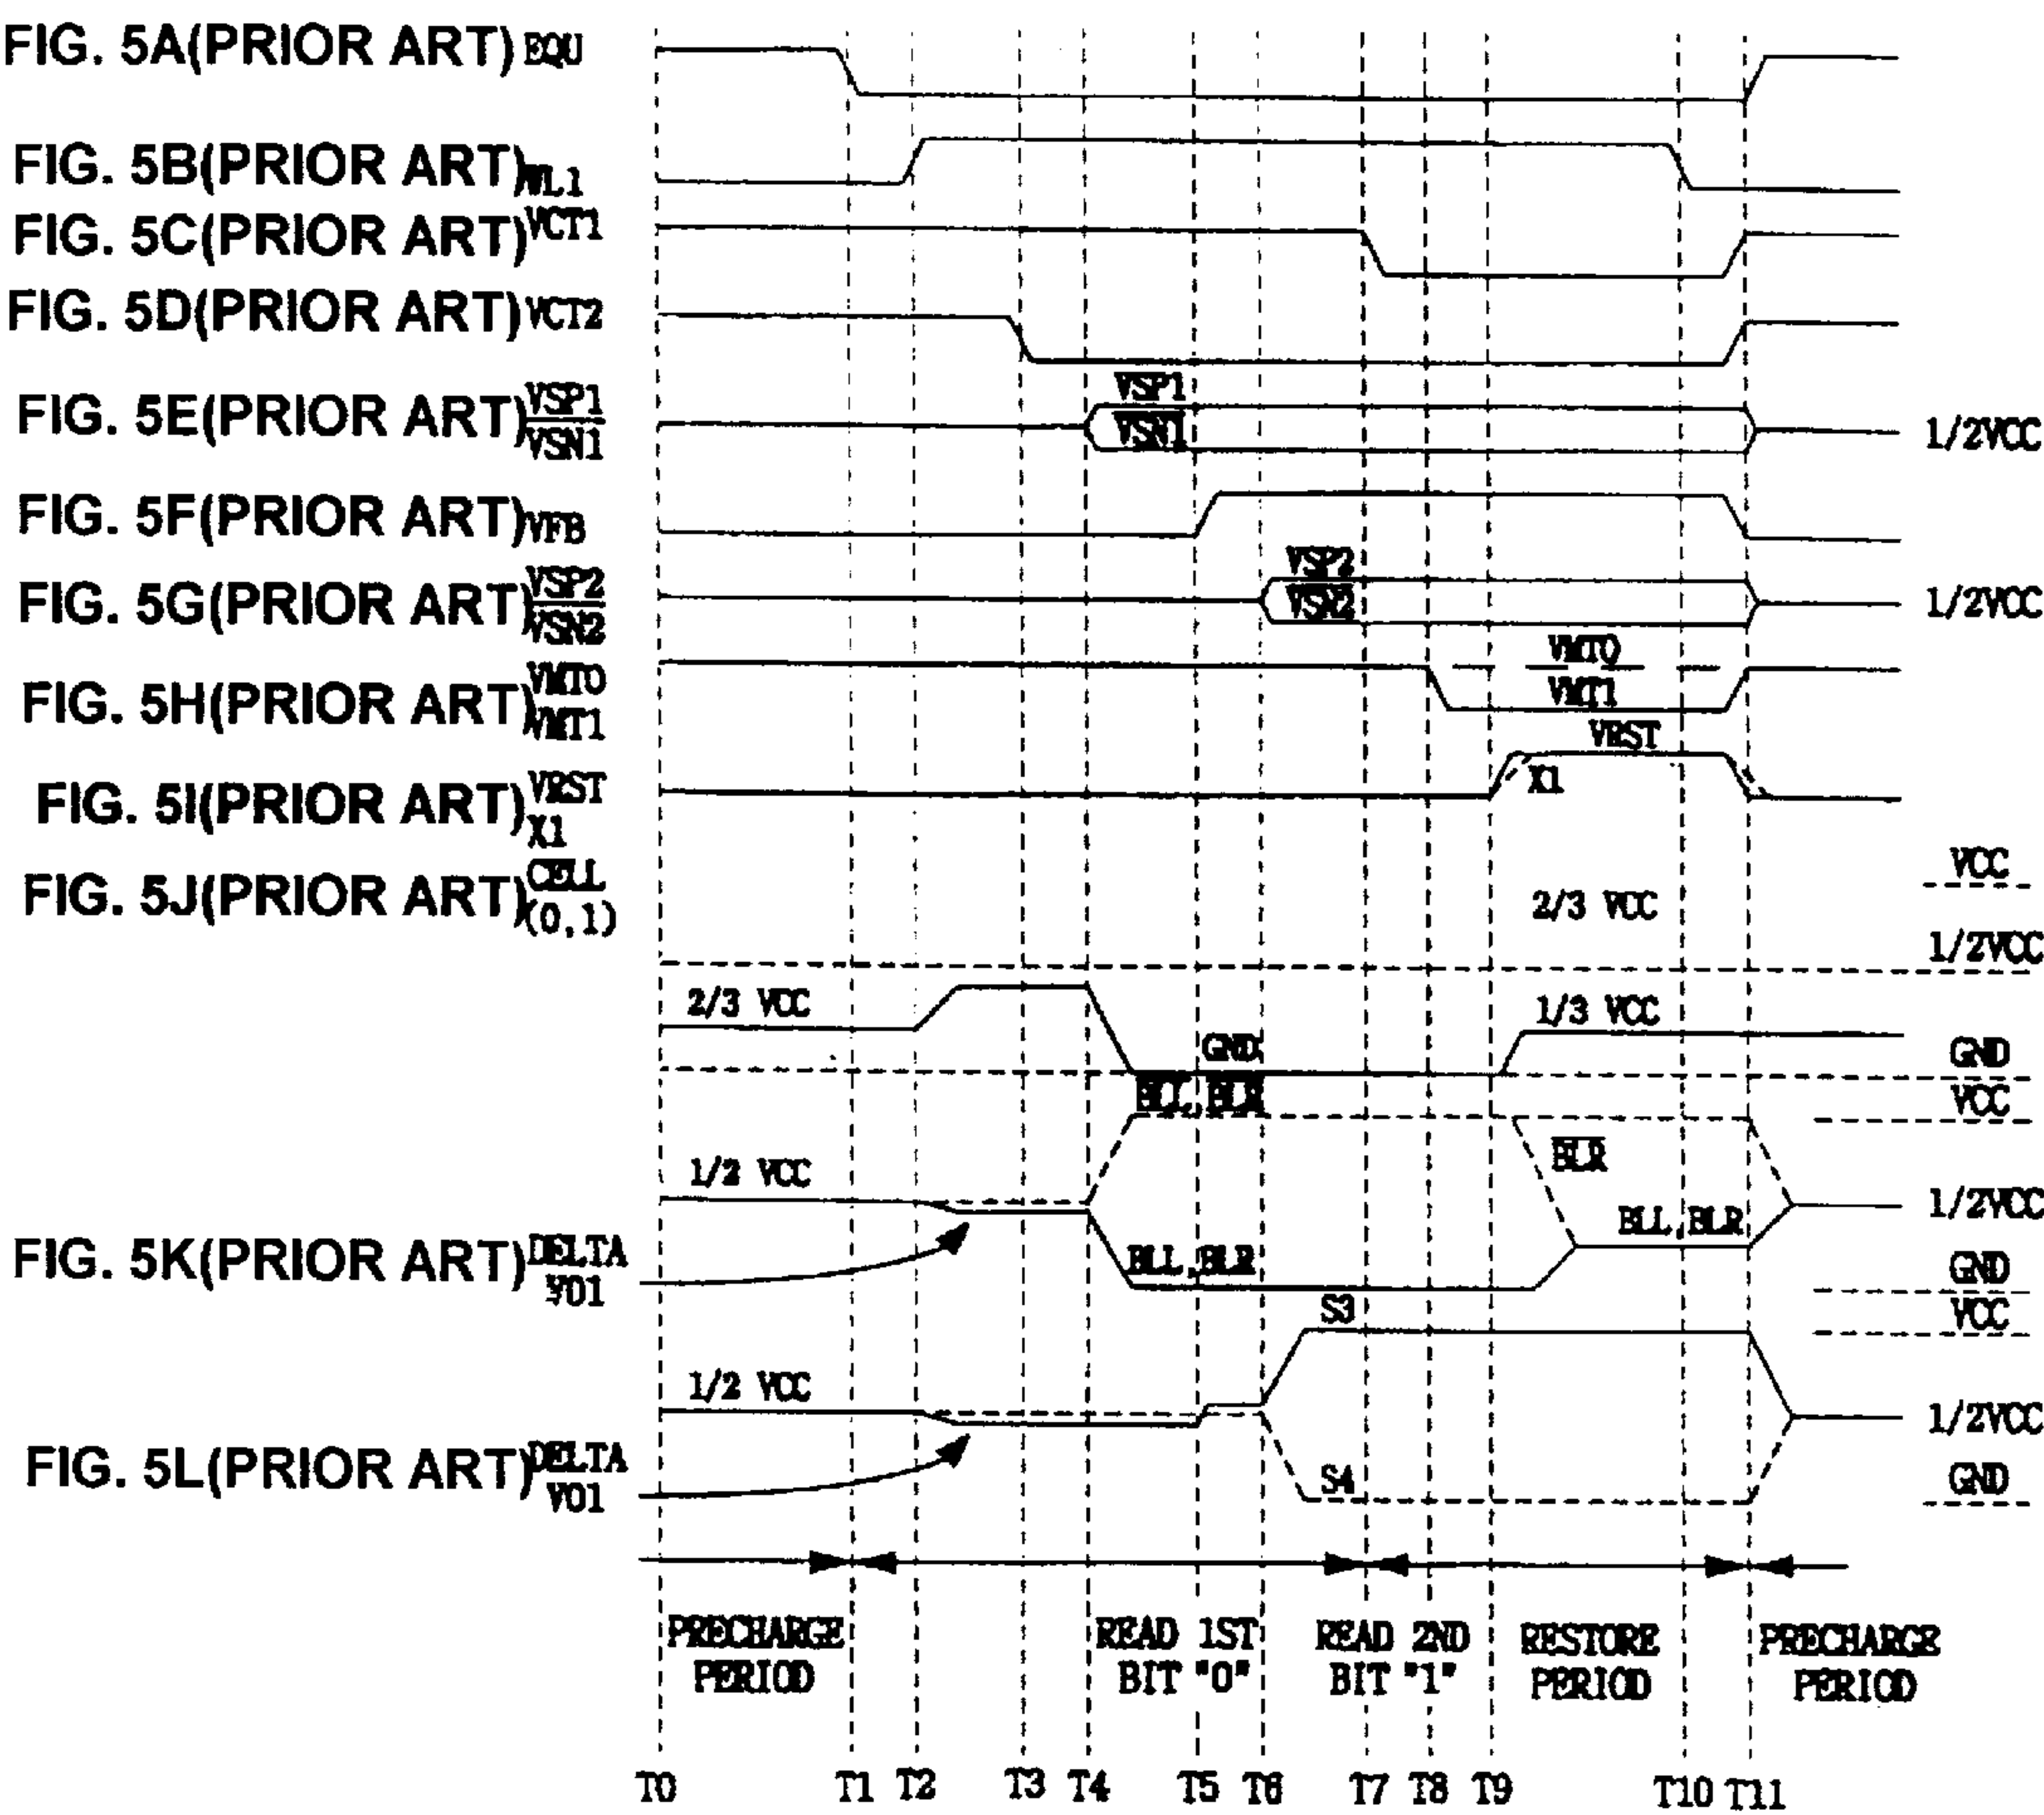 FIG. 5A(PRIOR ART) EQU
FIG. 5B(PRIOR ART) WL1
FIG. 5C(PRIOR ART) VCT1
FIG. 5D(PRIOR ART) VCT2
FIG. 5E(PRIOR ART) VSP1
VSN1
VSP1
VSN1
1/2VCC
FIG. 5F(PRIOR ART) VFB
FIG. 5G(PRIOR ART) VSP2
VSN2
VSP2
VSN2
1/2VCC
FIG. 5H(PRIOR ART) VMT0
VMT1
VMT0
VMT1
FIG. 5I(PRIOR ART) VRST
X1
VRST
X1
FIG. 5J(PRIOR ART) CELL
(0,1)
VCC
2/3 VCC
1/2VCC
2/3 VCC
1/3 VCC
GND
GND
FIG. 5K(PRIOR ART) DELTA
V01
BLL,BLR
VCC
1/2 VCC
BLR
1/2VCC
BLL,BLR
BLL,BLR
GND
FIG. 5L(PRIOR ART) DELTA
V01
S3
VCC
1/2 VCC
1/2VCC
S4
GND
PRECHARGE
PERIOD
READ 1ST
BIT "0"
READ 2ND
BIT "1"
RESTORE
PERIOD
PRECHARGE
PERIOD
T0 T1 T2 T3 T4 T5 T6 T7 T8 T9 T10 T11